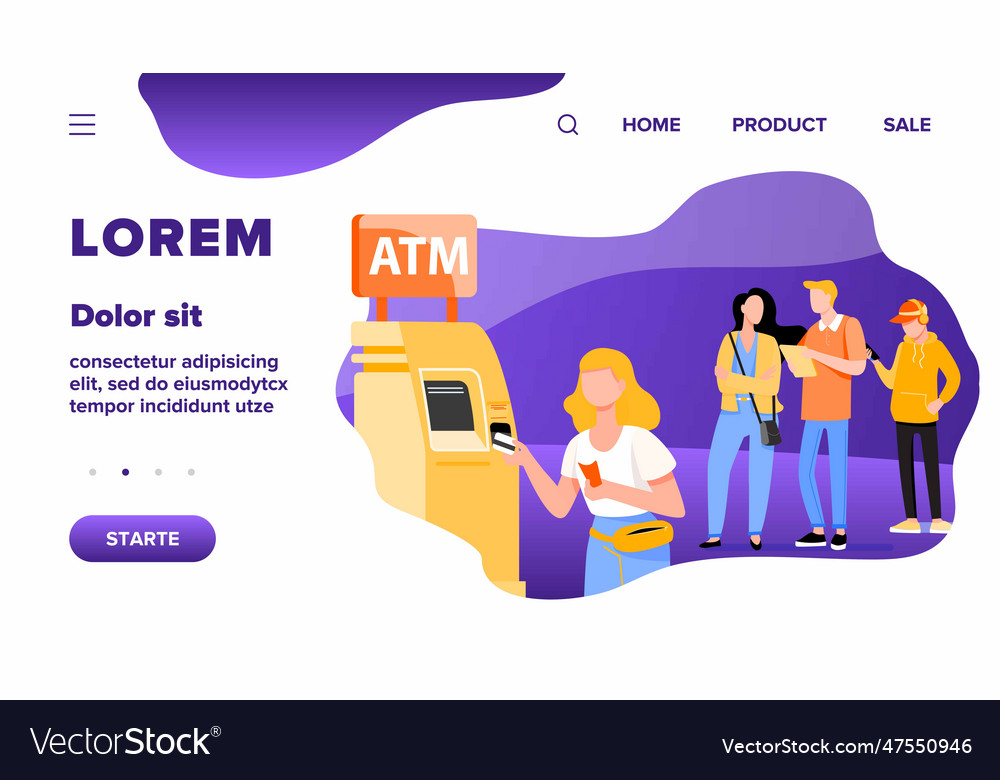 HOME PRODUCT SALE
LOREM
ATM
Dolor sit
consectetur adipisicing
elit, sed do eiusmodytcx
tempor incididunt utze
STARTE
VectorStock®
VectorStock.com/47550946